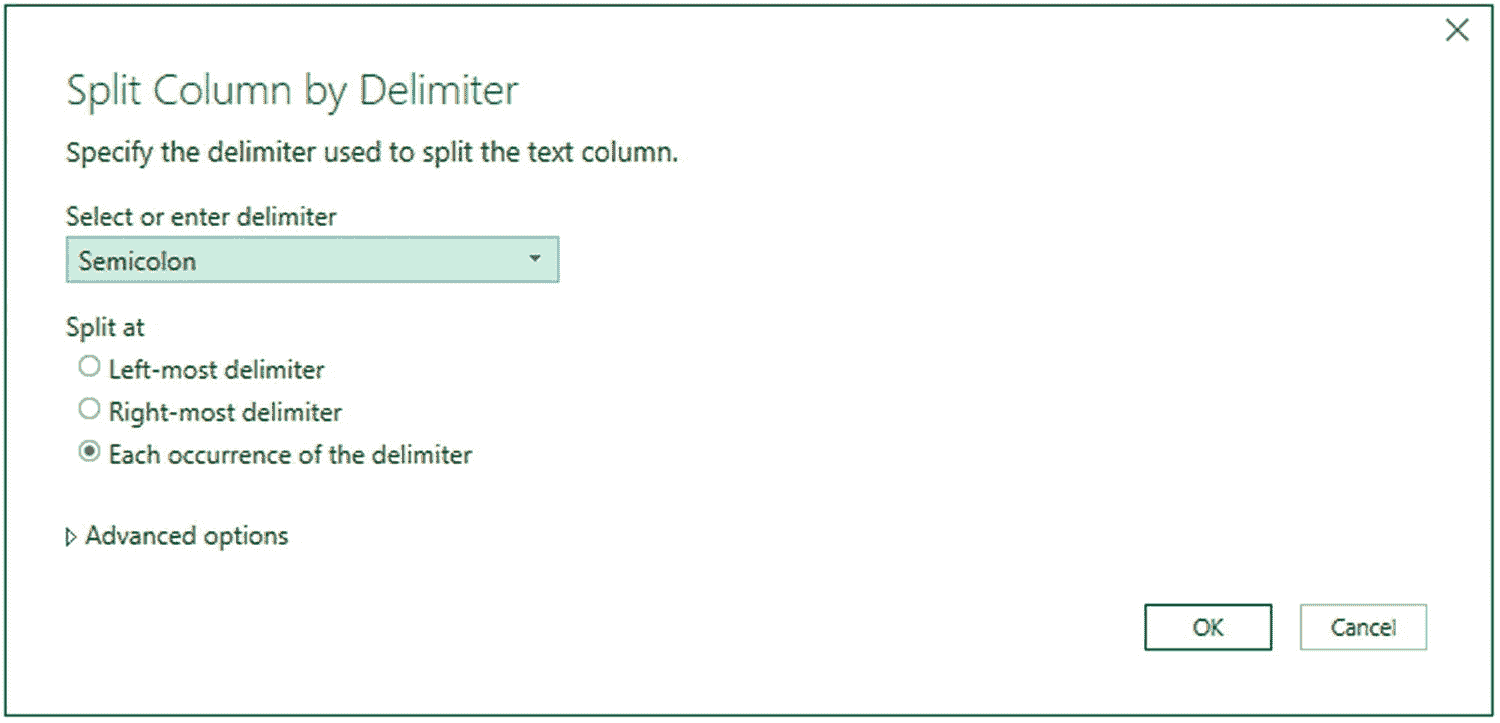 Split Column by Delimiter
Specify the delimiter used to split the text column.
Select or enter delimiter
Semicolon
Split at
Left-most delimiter
Right-most delimiter
Each occurrence of the delimiter
Advanced options
OK
Cancel